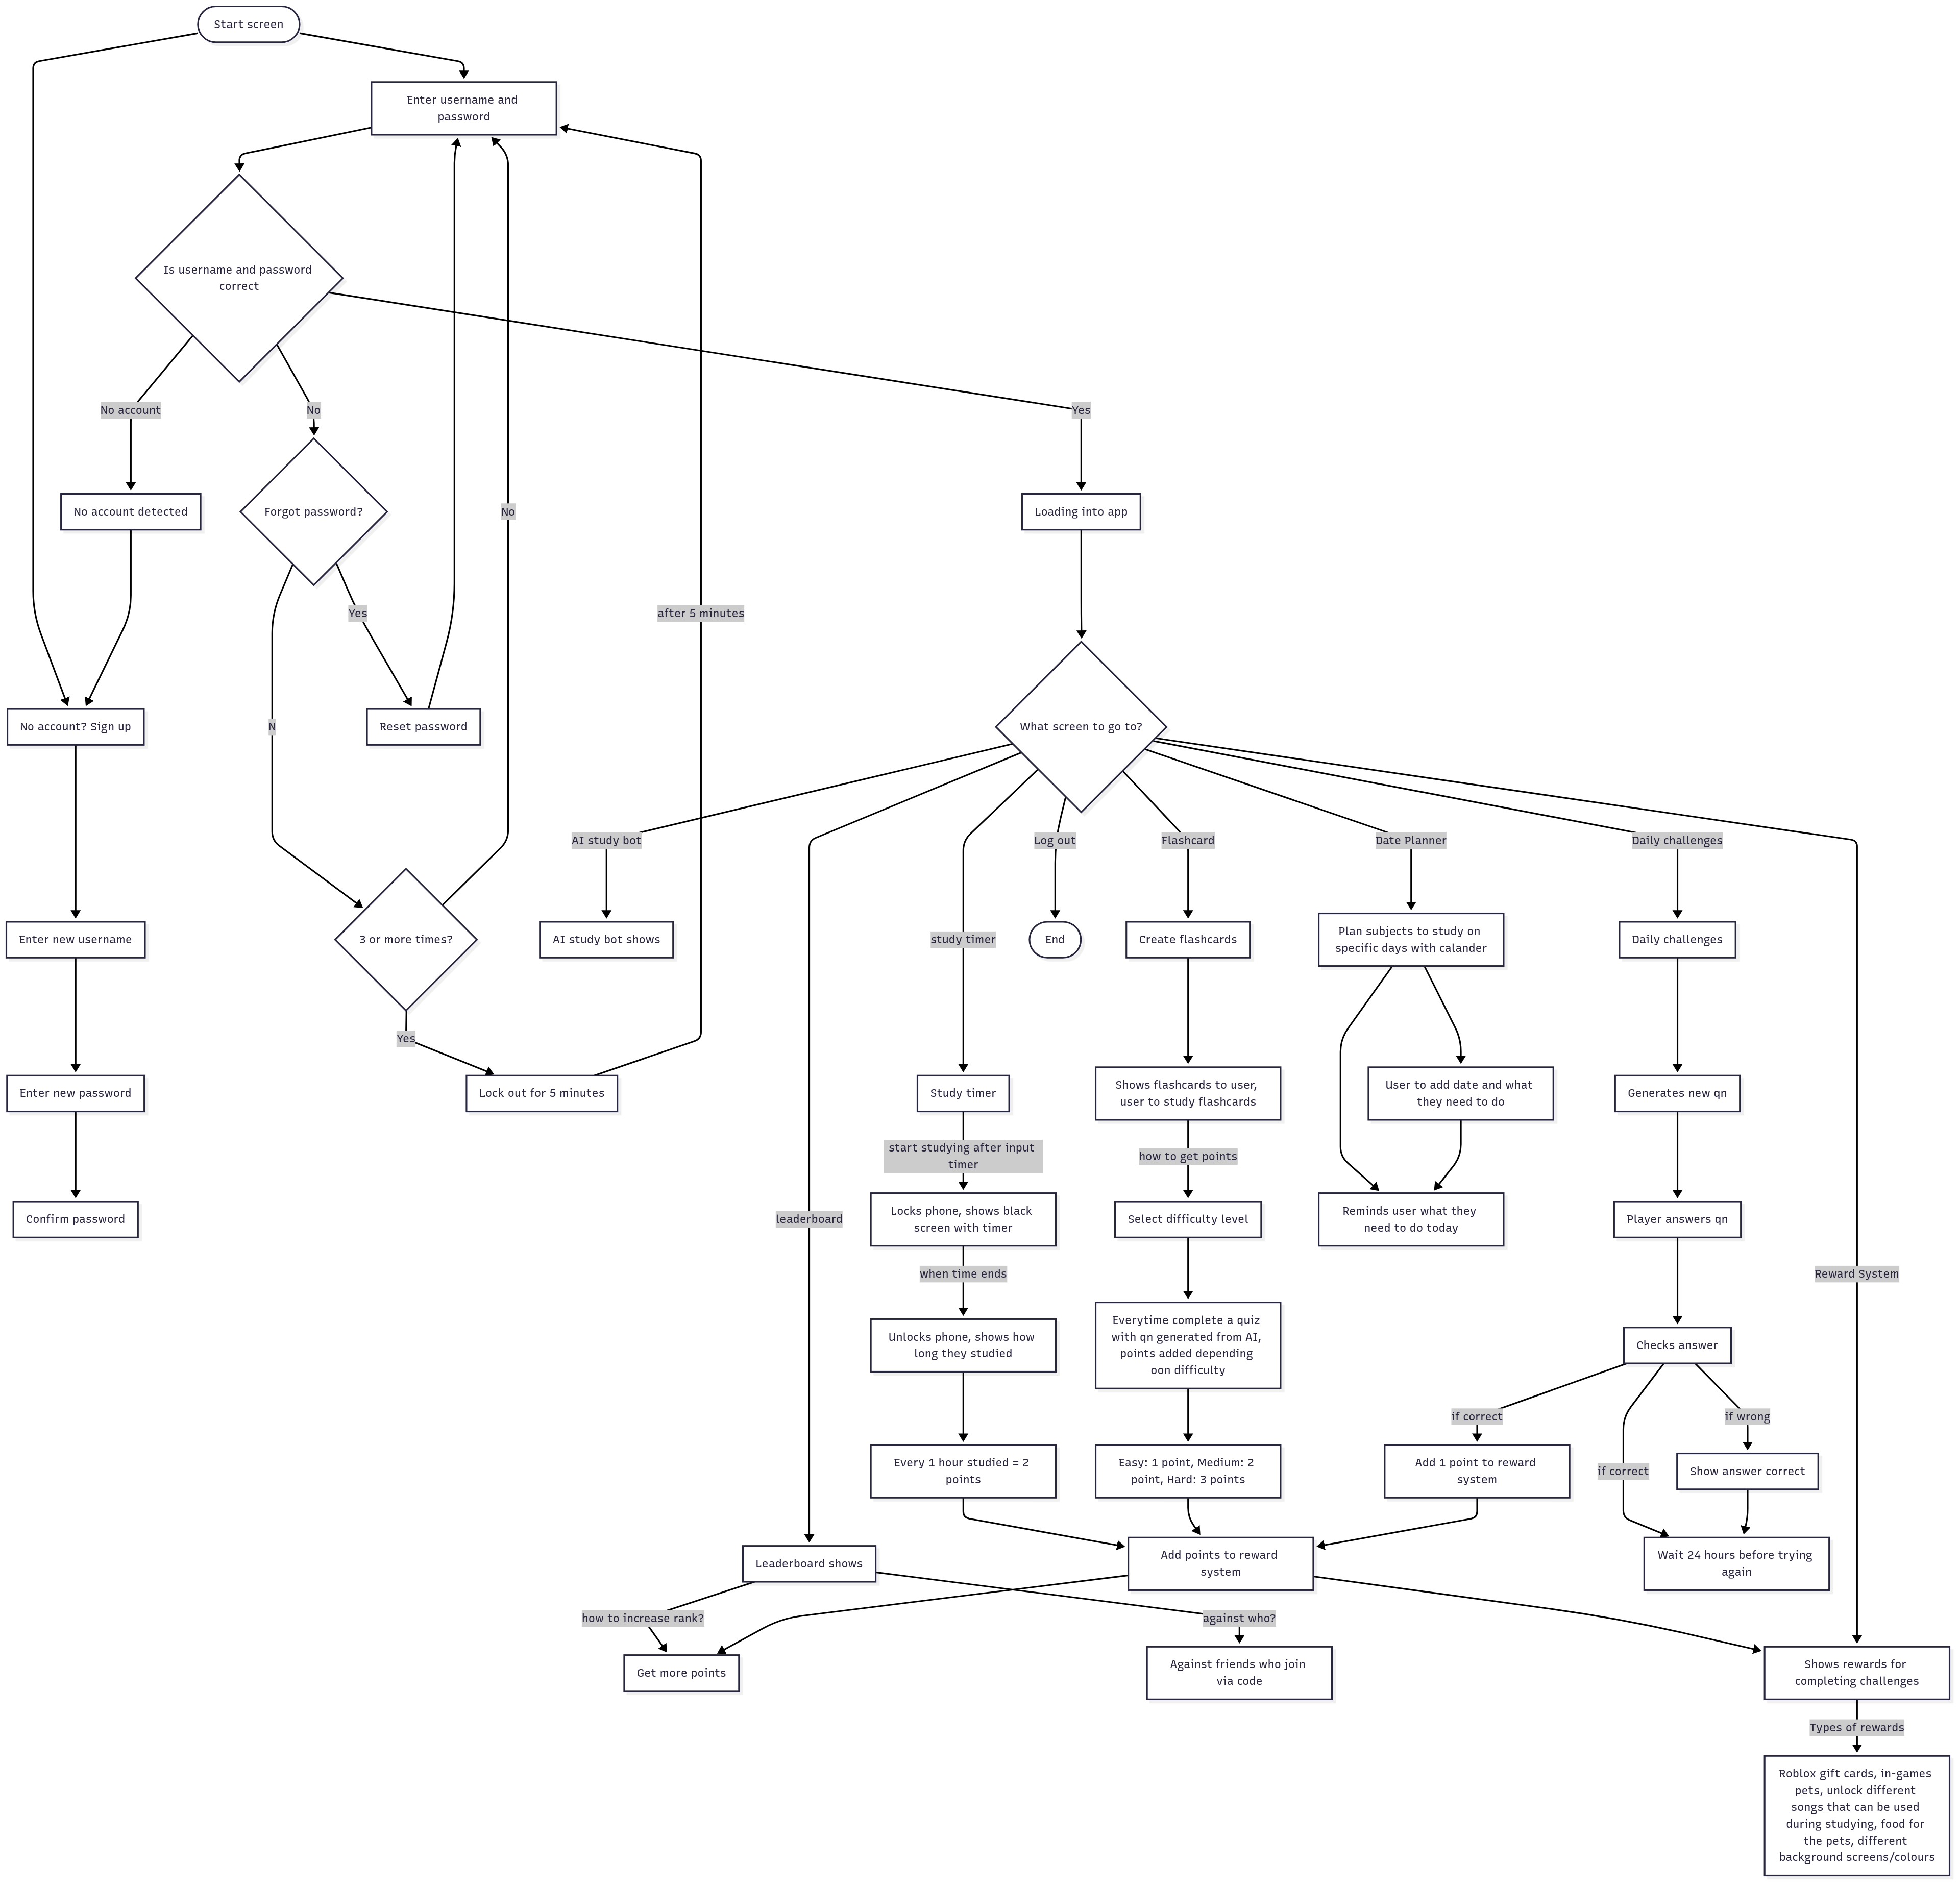 Start screen
Enter username and
password
Is username and password
correct
No account
No
Yes
No account detected
Forgot password?
No
Loading into app
Yes
after 5 minutes
No account? Sign up
N
Reset password
What screen to go to?
AI study bot
Log out
Flashcard
Date Planner
Daily challenges
Enter new username
3 or more times?
AI study bot shows
study timer
End
Create flashcards
Plan subjects to study on
specific days with calander
Daily challenges
Yes
Enter new password
Lock out for 5 minutes
Study timer
Shows flashcards to user,
user to study flashcards
User to add date and what
they need to do
Generates new qn
start studying after input
timer
how to get points
Confirm password
leaderboard
Locks phone, shows black
screen with timer
Select difficulty level
Reminds user what they
need to do today
Player answers qn
when time ends
Reward System
Unlocks phone, shows how
long they studied
Everytime complete a quiz
with qn generated from AI,
points added depending
oon difficulty
Checks answer
if correct
if wrong
Every 1 hour studied = 2
points
Easy: 1 point, Medium: 2
point, Hard: 3 points
Add 1 point to reward
system
if correct
Show answer correct
Leaderboard shows
Add points to reward
system
Wait 24 hours before trying
again
how to increase rank?
against who?
Get more points
Against friends who join
via code
Shows rewards for
completing challenges
Types of rewards
Roblox gift cards, in-games
pets, unlock different
songs that can be used
during studying, food for
the pets, different
background screens/colours